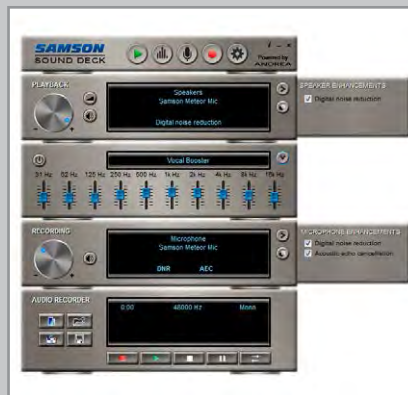 SAMSON
SOUND DECK
Powered by
ANDREA
PLAYBACK
Speakers
Samson Meteor Mic
Digital noise reduction
SPEAKER ENHANCEMENTS
Digital noise reduction
Vocal Booster
31 Hz 62 Hz 125 Hz 250 Hz 500 Hz 1k Hz 2k Hz 4k Hz 8k Hz 16k Hz
RECORDING
Microphone
Samson Meteor Mic
DNR AEC
MICROPHONE ENHANCEMENTS
Digital noise reduction
Acoustic echo cancellation
AUDIO RECORDER
0:00 48000 Hz Mono